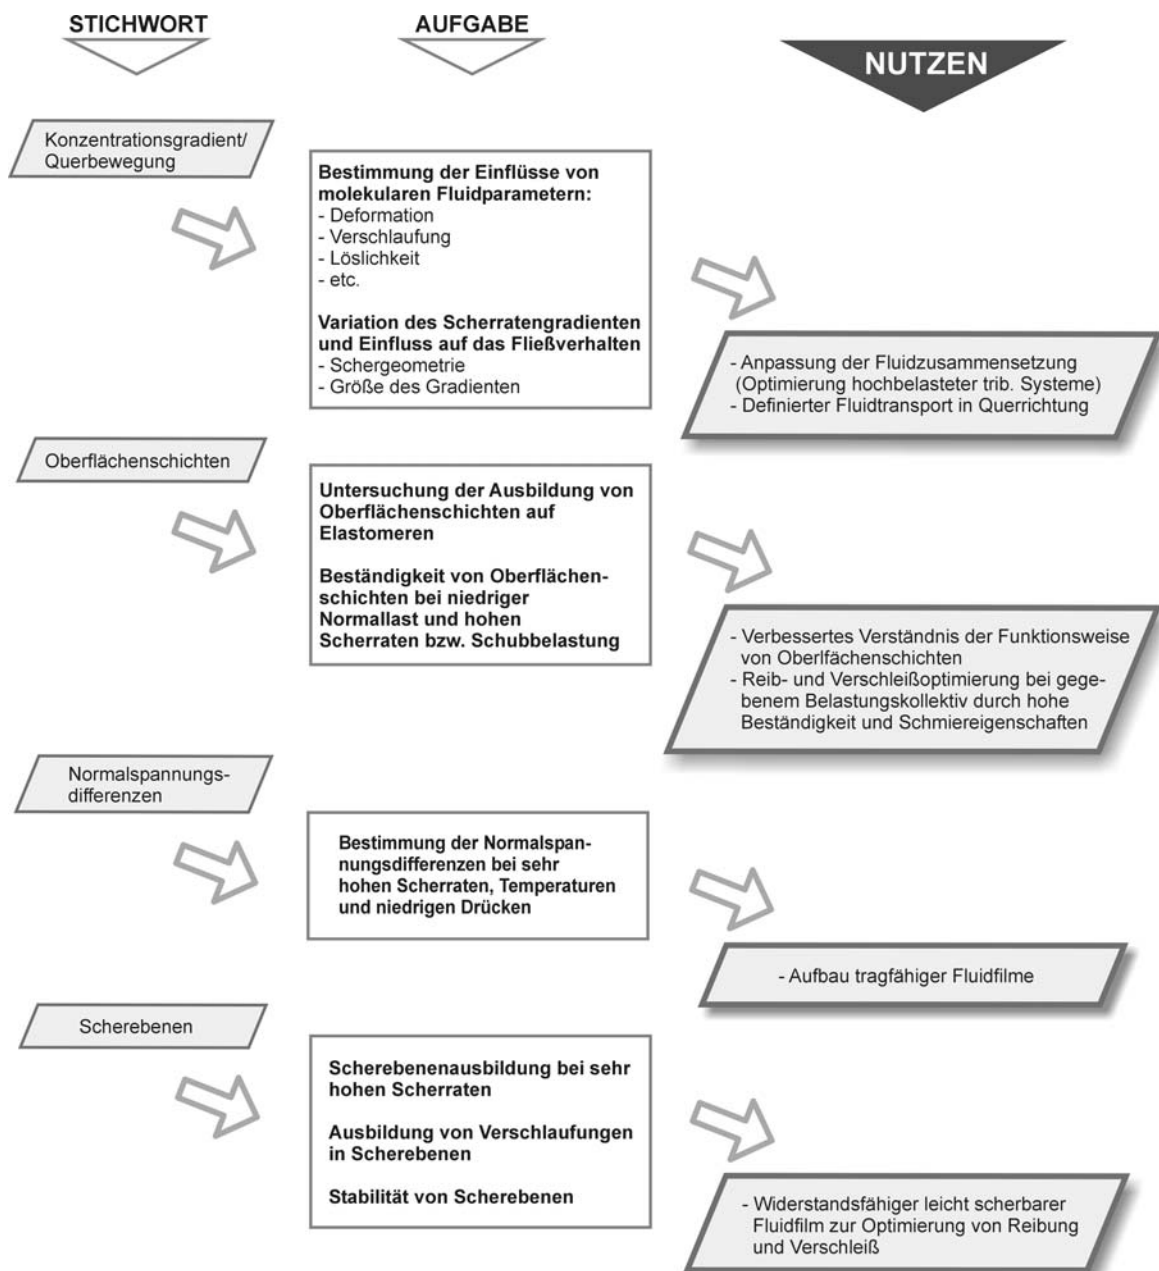 STICHWORT
AUFGABE
NUTZEN
Konzentrationsgradient/
Querbewegung
Bestimmung der Einflüsse von
molekularen Fluidparametern:
- Deformation
- Verschlaufung
- Löslichkeit
- etc.
Variation des Scherratengradienten
und Einfluss auf das Fließverhalten
- Schergeometrie
- Größe des Gradienten
- Anpassung der Fluidzusammensetzung
(Optimierung hochbelasteter trib. Systeme)
- Definierter Fluidtransport in Querrichtung
Oberflächenschichten
Untersuchung der Ausbildung von
Oberflächenschichten auf
Elastomeren
Beständigkeit von Oberflächen-
schichten bei niedriger
Normallast und hohen
Scherraten bzw. Schubbelastung
- Verbessertes Verständnis der Funktionsweise
von Oberlfächenschichten
- Reib- und Verschleißoptimierung bei gege-
benem Belastungskollektiv durch hohe
Beständigkeit und Schmiereigenschaften
Normalspannungs-
differenzen
Bestimmung der Normalspan-
nungsdifferenzen bei sehr
hohen Scherraten, Temperaturen
und niedrigen Drücken
- Aufbau tragfähiger Fluidfilme
Scherebenen
Scherebenenausbildung bei sehr
hohen Scherraten
Ausbildung von Verschlaufungen
in Scherebenen
Stabilität von Scherebenen
- Widerstandsfähiger leicht scherbarer
Fluidfilm zur Optimierung von Reibung
und Verschleiß